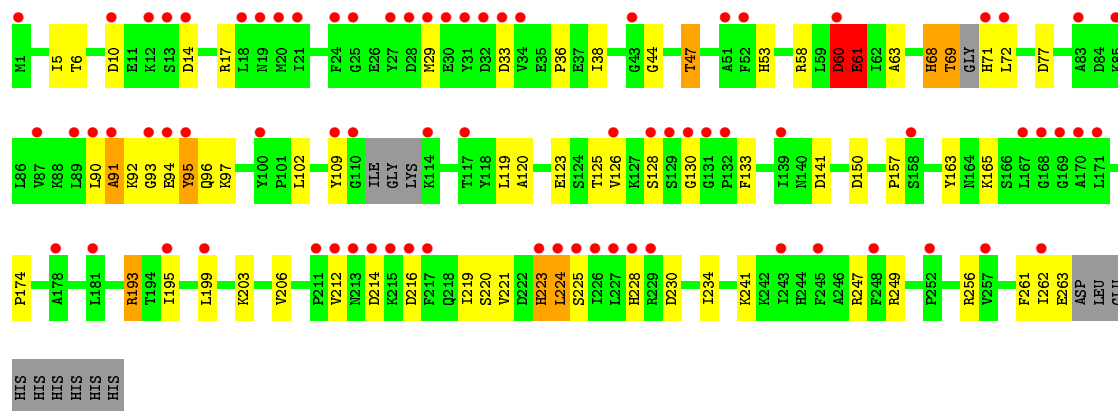 M1 I5 T6 D10 E11 K12 S13 D14 R17 L18 N19 M20 I21 F24 G25 E26 Y27 D28 M29 E30 Y31 D32 D33 V34 E35 P36 E37 I38 G43 G44 T47 A51 F52 H53 R58 L59 D60 E61 I62 A63 H68 T69 GLY H71 L72 D77 A83 D84 K85
L86 V87 K88 L89 L90 A91 K92 G93 E94 Y95 Q96 K97 Y100 P101 L102 Y109 G110 ILE GLY LYS K114 T117 Y118 L119 A120 E123 S124 T125 V126 K127 S128 S129 G130 G131 P132 F133 I139 N140 D141 D150 P157 S158 Y163 N164 K165 S166 L167 G168 G169 A170 L171
P174 A178 L181 R193 T194 I195 L199 K203 V206 P211 V212 N213 D214 K215 D216 F217 Q218 I219 S220 V221 D222 H223 L224 S225 I226 L227 H228 R229 D230 I234 K241 K242 I243 H244 F245 A246 R247 F248 R249 P252 R256 V257 F261 I262 E263 ASP LEU GLU
HIS HIS HIS HIS HIS HIS